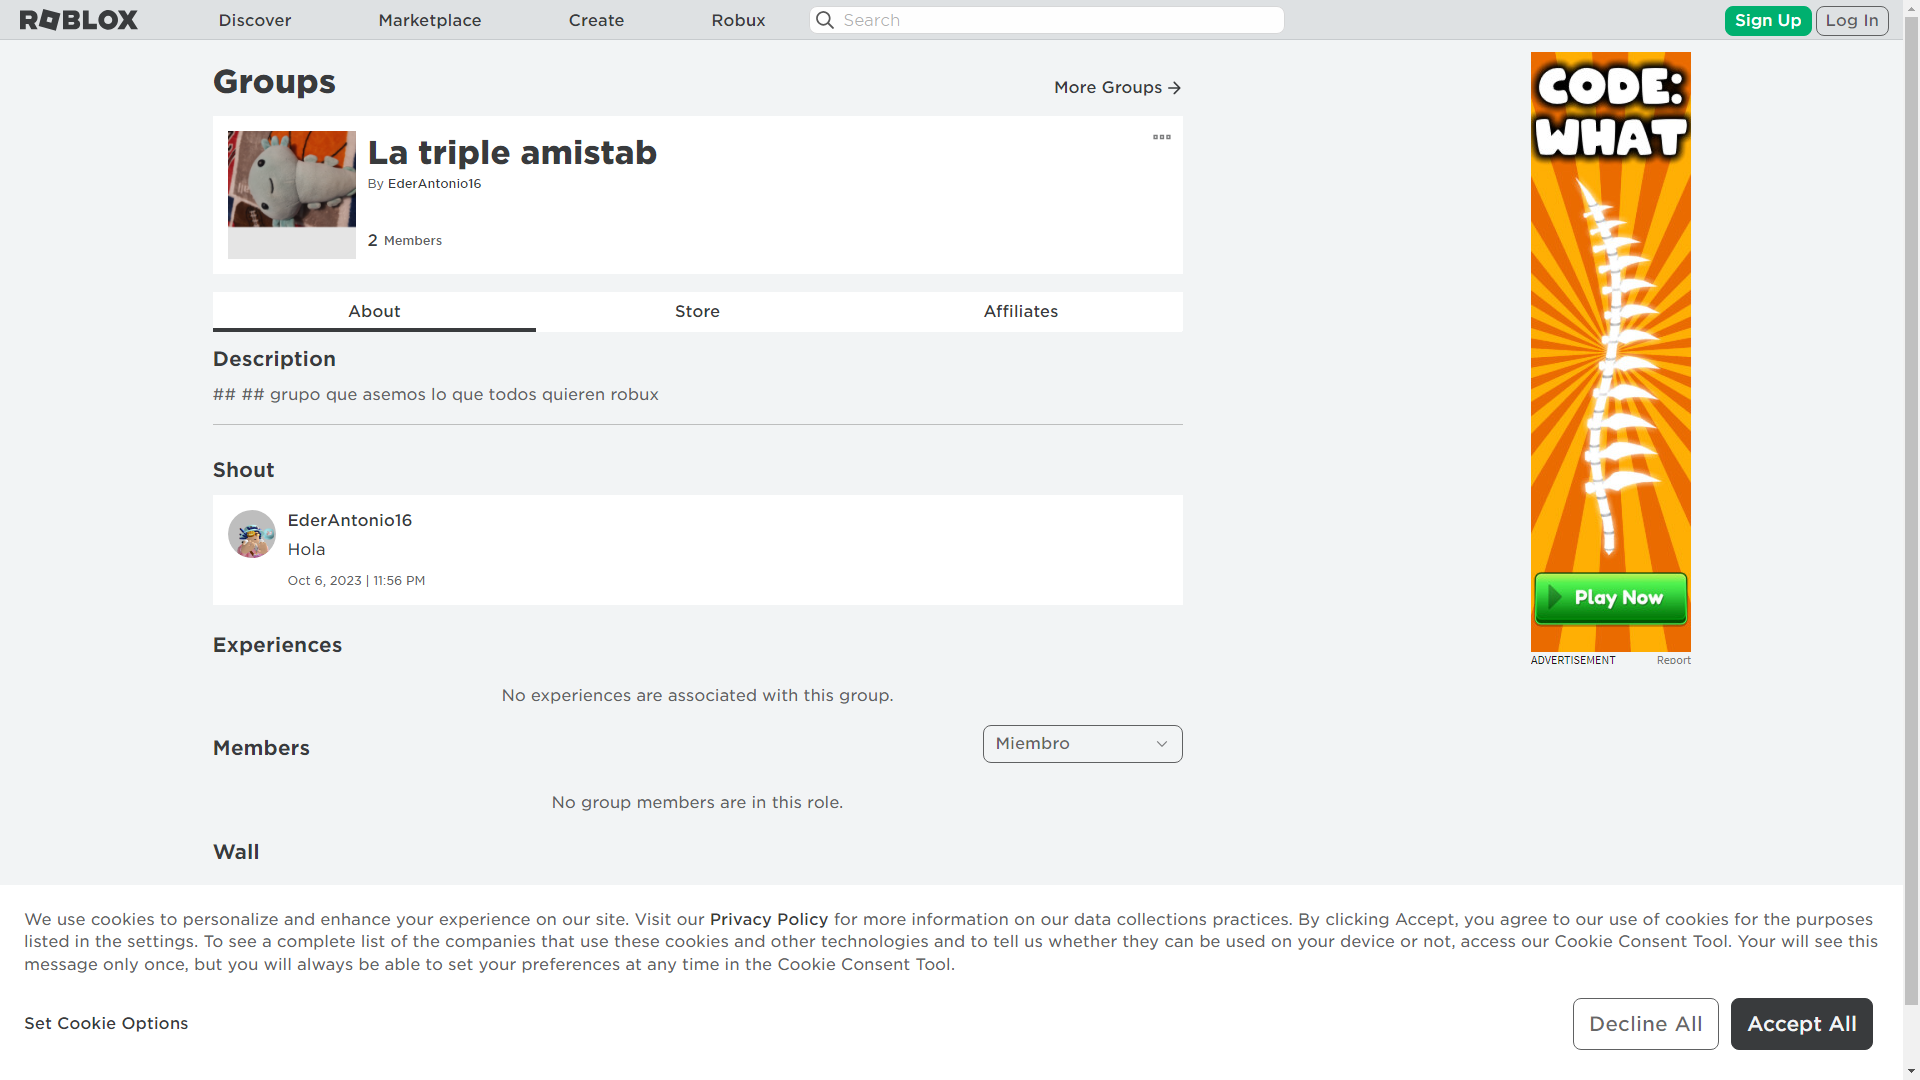 ROBLOX
Discover
Marketplace
Create
Robux
Search
Sign Up
Log In
Groups
More Groups
La triple amistab
By EderAntonio16
2 Members
About
Store
Affiliates
Description
## ## grupo que asemos lo que todos quieren robux
Shout
EderAntonio16
Hola
Oct 6, 2023 | 11:56 PM
Experiences
No experiences are associated with this group.
Members
Miembro
No group members are in this role.
Wall
CODE:
WHAT
Play Now
ADVERTISEMENT
Report
We use cookies to personalize and enhance your experience on our site. Visit our Privacy Policy for more information on our data collections practices. By clicking Accept, you agree to our use of cookies for the purposes
listed in the settings. To see a complete list of the companies that use these cookies and other technologies and to tell us whether they can be used on your device or not, access our Cookie Consent Tool. Your will see this
message only once, but you will always be able to set your preferences at any time in the Cookie Consent Tool.
Set Cookie Options
Decline All
Accept All